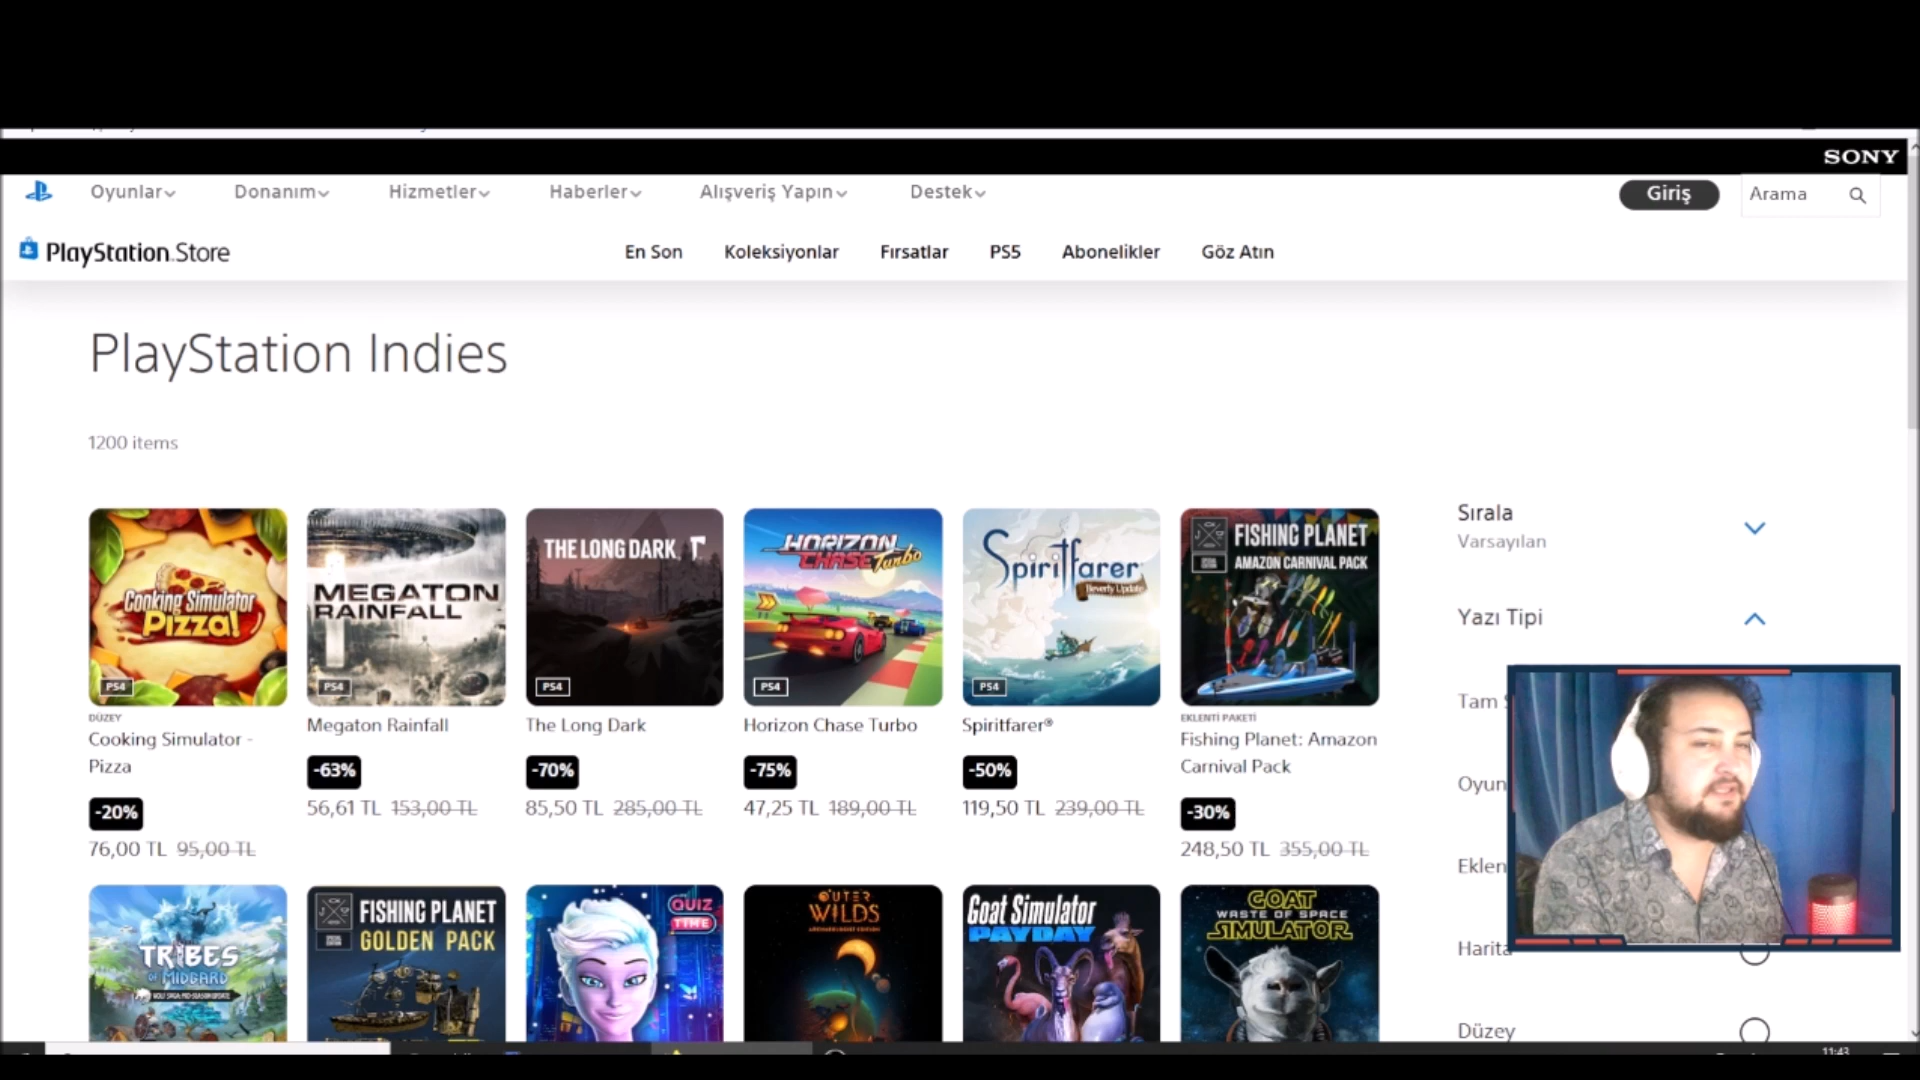 SONY
Oyunlar Donanım Hizmetler Haberler Alışveriş Yapın Destek Giriş Arama
PlayStation Store
En Son Koleksiyonlar Fırsatlar PS5 Abonelikler Göz Atın
PlayStation Indies
1200 items
Sırala
Varsayılan
Yazı Tipi
Tam
Oyun
Eklen
Harita
Düzey
Cooking Simulator
Pizza!
PS4
DÜZEY
Cooking Simulator -
Pizza
-20%
76,00 TL 95,00 TL
MEGATON
RAINFALL
PS4
Megaton Rainfall
-63%
56,61 TL 153,00 TL
THE LONG DARK
PS4
The Long Dark
-70%
85,50 TL 285,00 TL
HORIZON
CHASE Turbo
PS4
Horizon Chase Turbo
-75%
47,25 TL 189,00 TL
Spiritfarer
Beverly Update
PS4
Spiritfarer®
-50%
119,50 TL 239,00 TL
FISHING PLANET
AMAZON CARNIVAL PACK
EKLENTİ PAKETİ
Fishing Planet: Amazon
Carnival Pack
-30%
248,50 TL 355,00 TL
TRIBES
OF MIDGARD
FISHING PLANET
GOLDEN PACK
QUIZ
TIME
OUTER
WILDS
Goat Simulator
PAYDAY
GOAT
WASTE OF SPACE
SIMULATOR
11:43